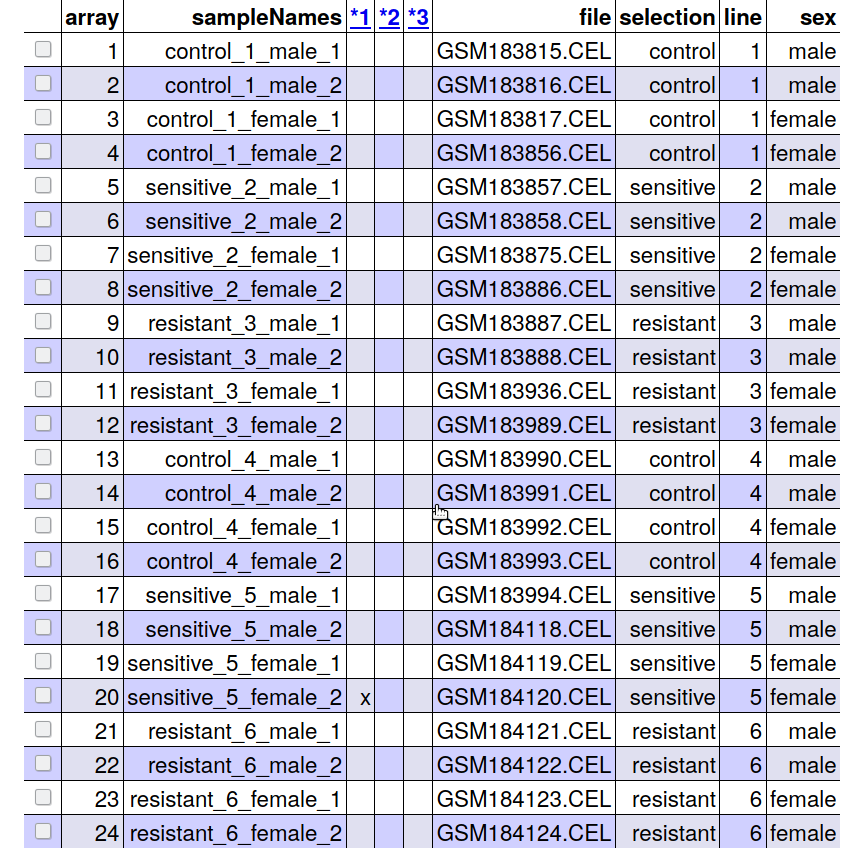 array sampleNames *1 *2 *3 file selection line sex
1 control_1_male_1 GSM183815.CEL control 1 male
2 control_1_male_2 GSM183816.CEL control 1 male
3 control_1_female_1 GSM183817.CEL control 1 female
4 control_1_female_2 GSM183856.CEL control 1 female
5 sensitive_2_male_1 GSM183857.CEL sensitive 2 male
6 sensitive_2_male_2 GSM183858.CEL sensitive 2 male
7 sensitive_2_female_1 GSM183875.CEL sensitive 2 female
8 sensitive_2_female_2 GSM183886.CEL sensitive 2 female
9 resistant_3_male_1 GSM183887.CEL resistant 3 male
10 resistant_3_male_2 GSM183888.CEL resistant 3 male
11 resistant_3_female_1 GSM183936.CEL resistant 3 female
12 resistant_3_female_2 GSM183989.CEL resistant 3 female
13 control_4_male_1 GSM183990.CEL control 4 male
14 control_4_male_2 GSM183991.CEL control 4 male
15 control_4_female_1 GSM183992.CEL control 4 female
16 control_4_female_2 GSM183993.CEL control 4 female
17 sensitive_5_male_1 GSM183994.CEL sensitive 5 male
18 sensitive_5_male_2 GSM184118.CEL sensitive 5 male
19 sensitive_5_female_1 GSM184119.CEL sensitive 5 female
20 sensitive_5_female_2 x GSM184120.CEL sensitive 5 female
21 resistant_6_male_1 GSM184121.CEL resistant 6 male
22 resistant_6_male_2 GSM184122.CEL resistant 6 male
23 resistant_6_female_1 GSM184123.CEL resistant 6 female
24 resistant_6_female_2 GSM184124.CEL resistant 6 female